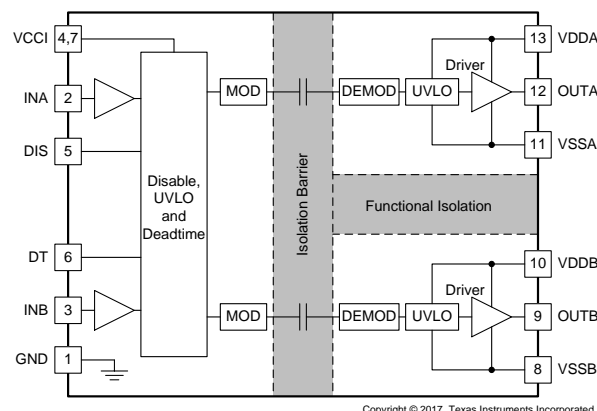 VCCI 4,7
INA 2
DIS 5
DT 6
INB 3
GND 1
Disable,
UVLO
and
Deadtime
MOD
MOD
Isolation Barrier
DEMOD UVLO
Driver
13 VDDA
12 OUTA
11 VSSA
Functional Isolation
DEMOD UVLO
Driver
10 VDDB
9 OUTB
8 VSSB
Copyright © 2017, Texas Instruments Incorporated